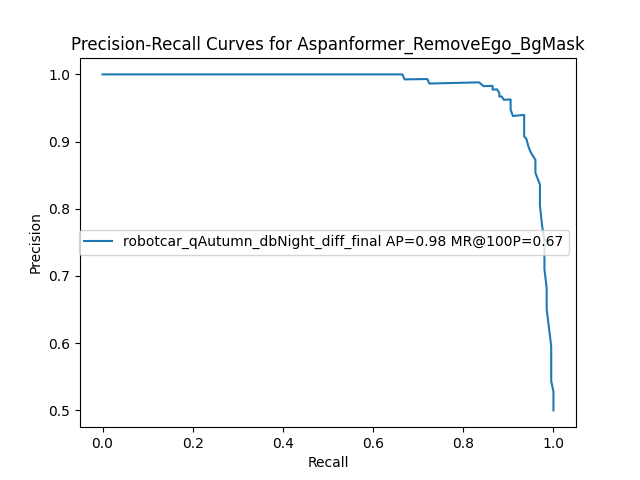 Precision-Recall Curves for Aspanformer_RemoveEgo_BgMask
1.0
0.9
0.8
robotcar_qAutumn_dbNight_diff_final AP=0.98 MR@100P=0.67
0.7
0.6
0.5
Precision
0.0 0.2 0.4 0.6 0.8 1.0
Recall